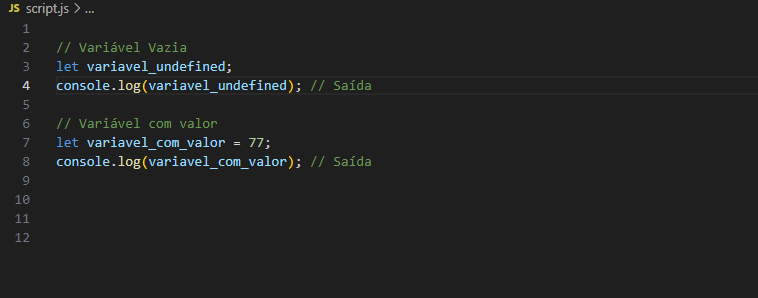 JS script.js > ...
1
2 // Variável Vazia
3 let variavel_undefined;
4 console.log(variavel_undefined); // Saída
5
6 // Variável com valor
7 let variavel_com_valor = 77;
8 console.log(variavel_com_valor); // Saída
9
10
11
12